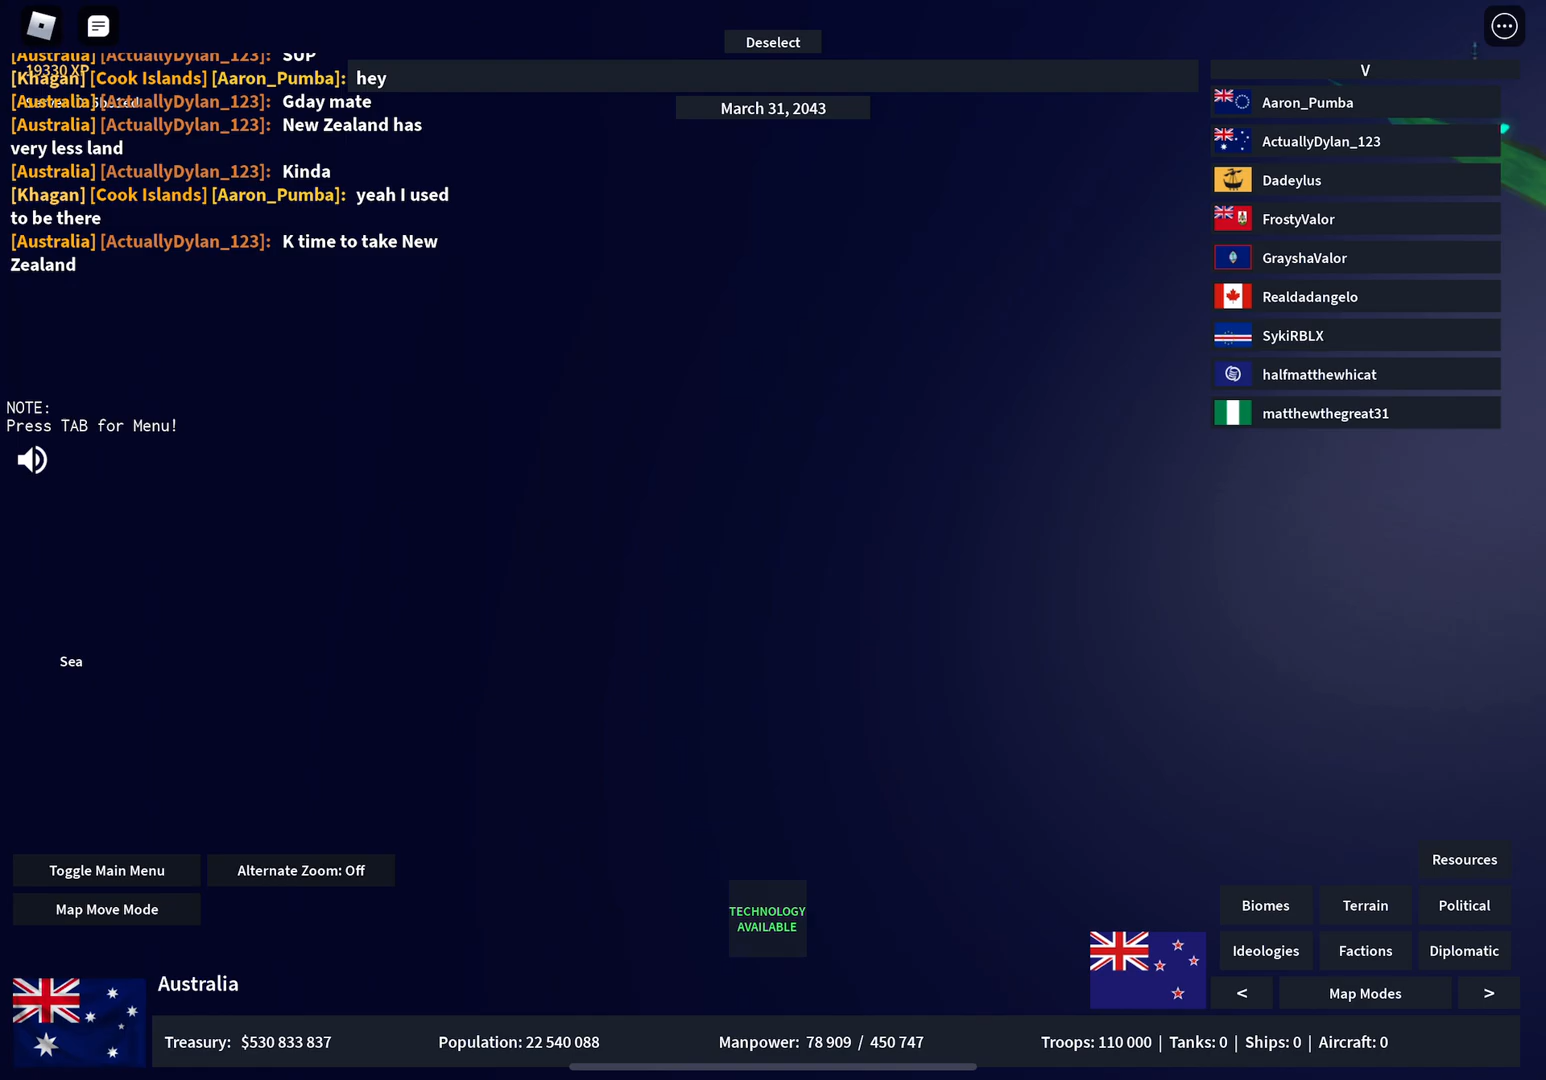 Deselect
[Australia] [ActuallyDylan_123]: SUP
19330 XP
[Khagan] [Cook Islands] [Aaron_Pumba]: hey
[Australia] [ActuallyDylan_123]: Gday mate
[Australia] [ActuallyDylan_123]: New Zealand has
very less land
[Australia] [ActuallyDylan_123]: Kinda
[Khagan] [Cook Islands] [Aaron_Pumba]: yeah I used
to be there
[Australia] [ActuallyDylan_123]: K time to take New
Zealand
March 31, 2043
V
Aaron_Pumba
ActuallyDylan_123
Dadeylus
FrostyValor
GrayshaValor
Realdadangelo
SykiRBLX
halfmatthewhicat
matthewthegreat31
NOTE:
Press TAB for Menu!
Sea
Toggle Main Menu
Alternate Zoom: Off
Map Move Mode
TECHNOLOGY
AVAILABLE
Resources
Biomes
Terrain
Political
Ideologies
Factions
Diplomatic
<
Map Modes
>
Australia
Treasury: $530 833 837
Population: 22 540 088
Manpower: 78 909 / 450 747
Troops: 110 000 | Tanks: 0 | Ships: 0 | Aircraft: 0